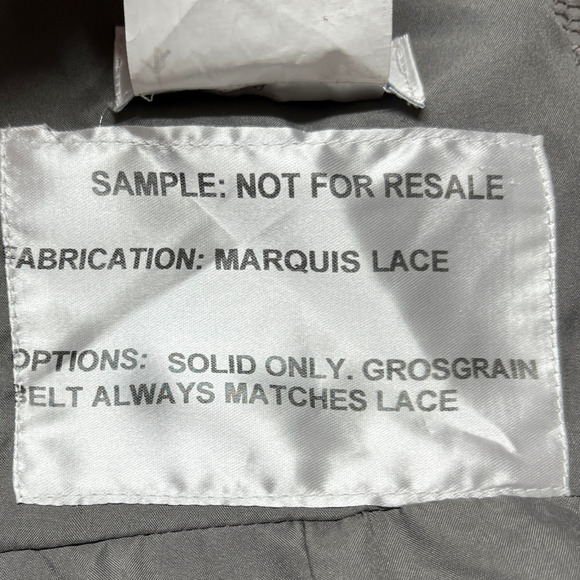 SAMPLE: NOT FOR RESALE
FABRICATION: MARQUIS LACE
OPTIONS: SOLID ONLY. GROSGRAIN
BELT ALWAYS MATCHES LACE